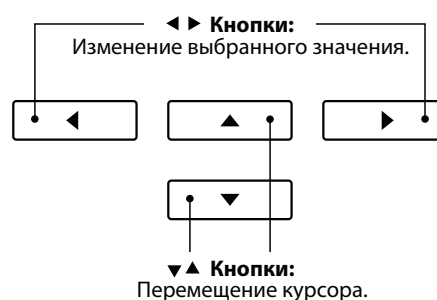 ◀ ▶ Кнопки:
Изменение выбранного значения.
▼▲ Кнопки:
Перемещение курсора.